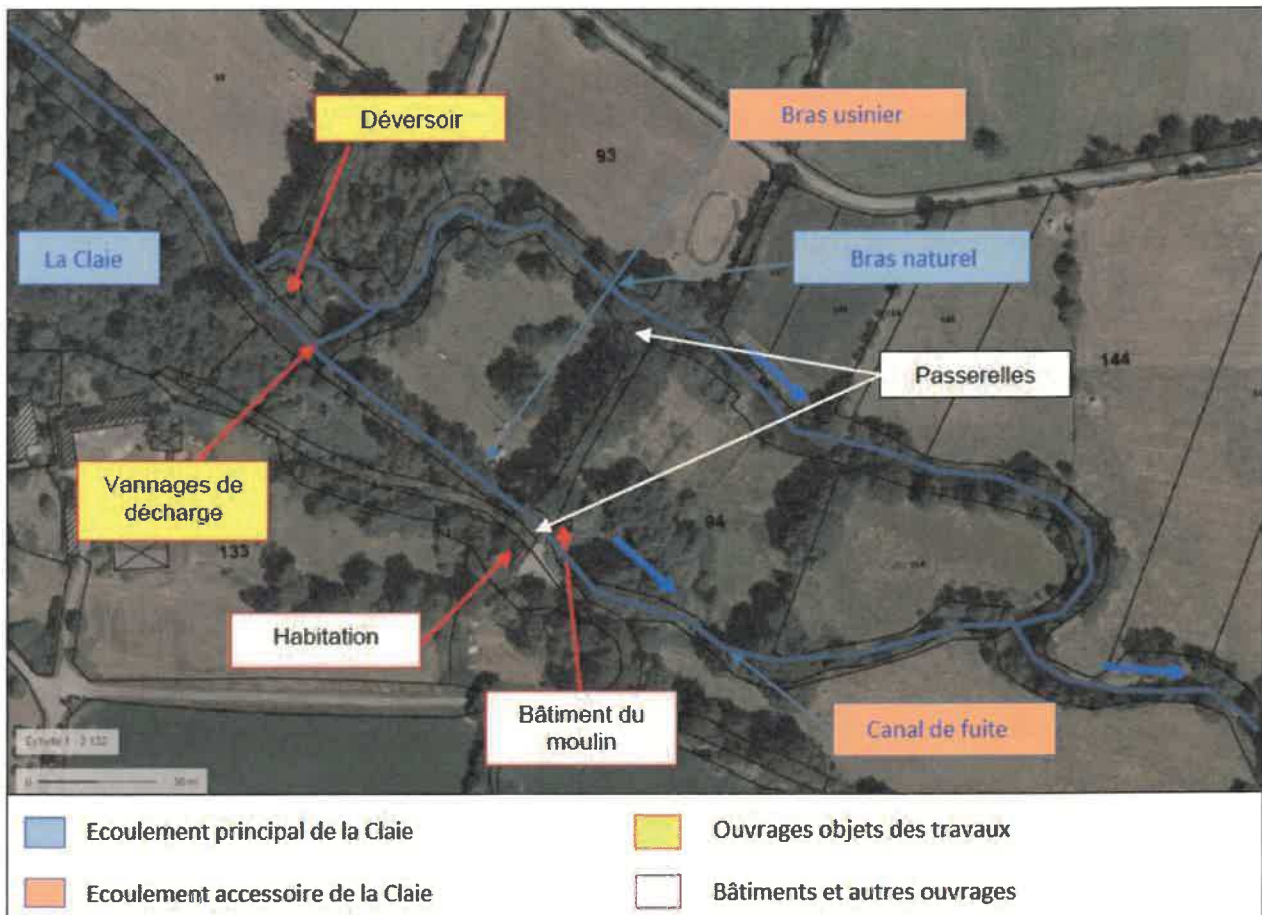 Déversoir
Bras usinier
93
La Claie
Bras naturel
Passerelles
144
Vannages de
décharge
133
94
Habitation
Bâtiment du
moulin
Canal de fuite
0
Ecoulement principal de la Claie
Ouvrages objets des travaux
Ecoulement accessoire de la Claie
Bâtiments et autres ouvrages